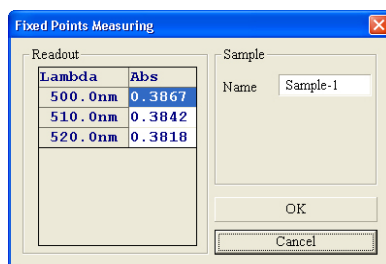 Fixed Points Measuring
Readout
Lambda Abs
500.0nm 0.3867
510.0nm 0.3842
520.0nm 0.3818
Sample
Name Sample-1
OK
Cancel